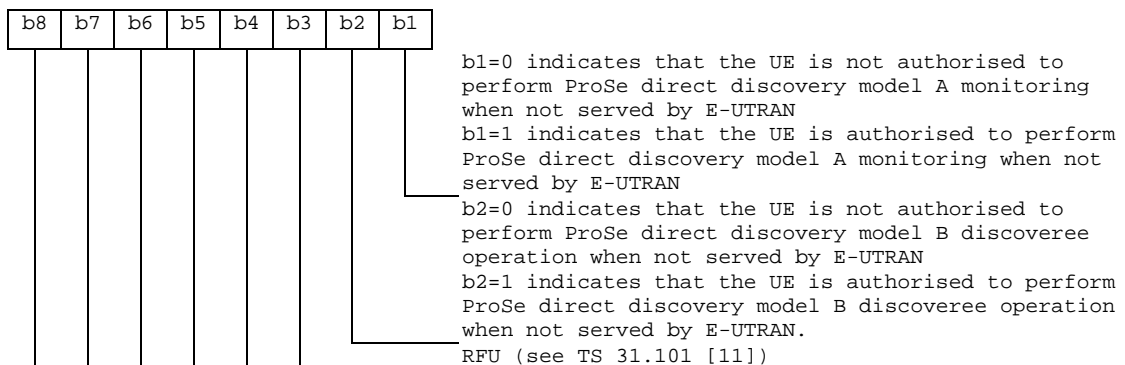 b8 b7 b6 b5 b4 b3 b2 b1
b1=0 indicates that the UE is not authorised to
perform ProSe direct discovery model A monitoring
when not served by E-UTRAN
b1=1 indicates that the UE is authorised to perform
ProSe direct discovery model A monitoring when not
served by E-UTRAN
b2=0 indicates that the UE is not authorised to
perform ProSe direct discovery model B discoveree
operation when not served by E-UTRAN
b2=1 indicates that the UE is authorised to perform
ProSe direct discovery model B discoveree operation
when not served by E-UTRAN.
RFU (see TS 31.101 [11])